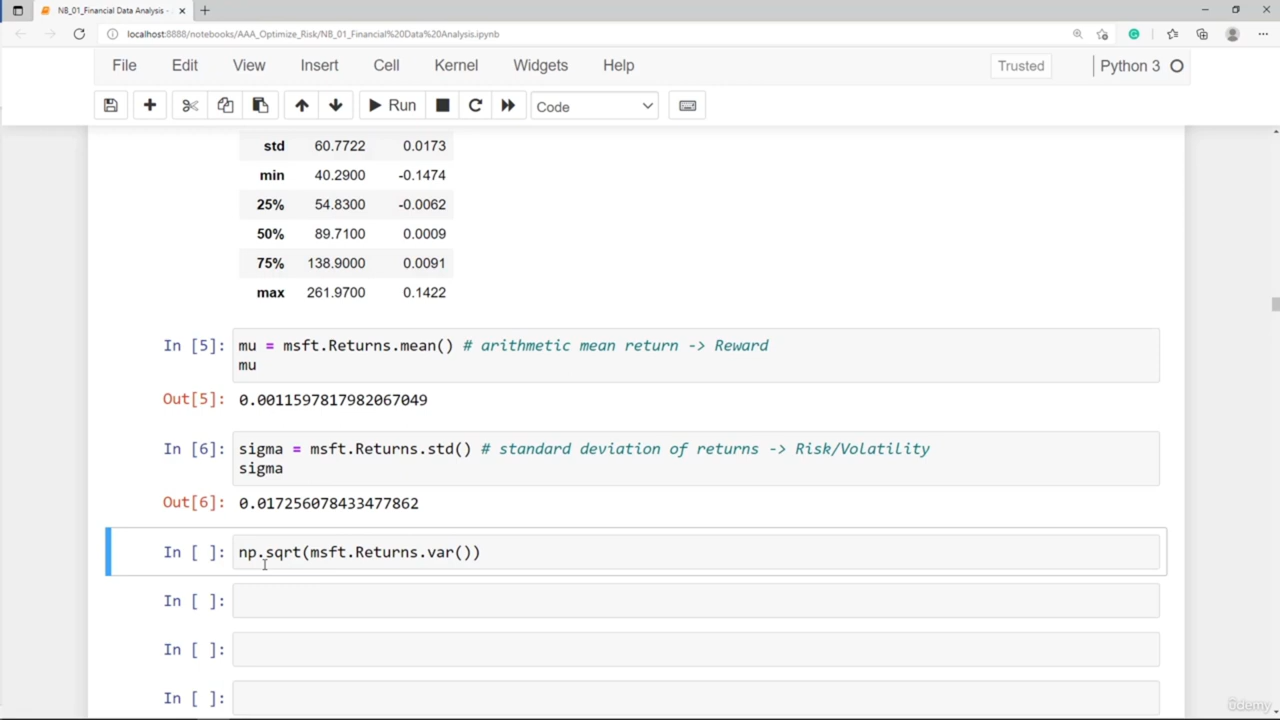 NB_01_Financial Data Analysis -
localhost:8888/notebooks/AAA_Optimize_Risk/NB_01_Financial%20Data%20Analysis.ipynb
File Edit View Insert Cell Kernel Widgets Help Trusted Python 3
Run Code
std 60.7722 0.0173
min 40.2900 -0.1474
25% 54.8300 -0.0062
50% 89.7100 0.0009
75% 138.9000 0.0091
max 261.9700 0.1422
In [5]: mu = msft.Returns.mean() # arithmetic mean return -> Reward
mu
Out[5]: 0.0011597817982067049
In [6]: sigma = msft.Returns.std() # standard deviation of returns -> Risk/Volatility
sigma
Out[6]: 0.017256078433477862
In [ ]: np.sqrt(msft.Returns.var())
In [ ]:
In [ ]:
In [ ]:
ûdemy